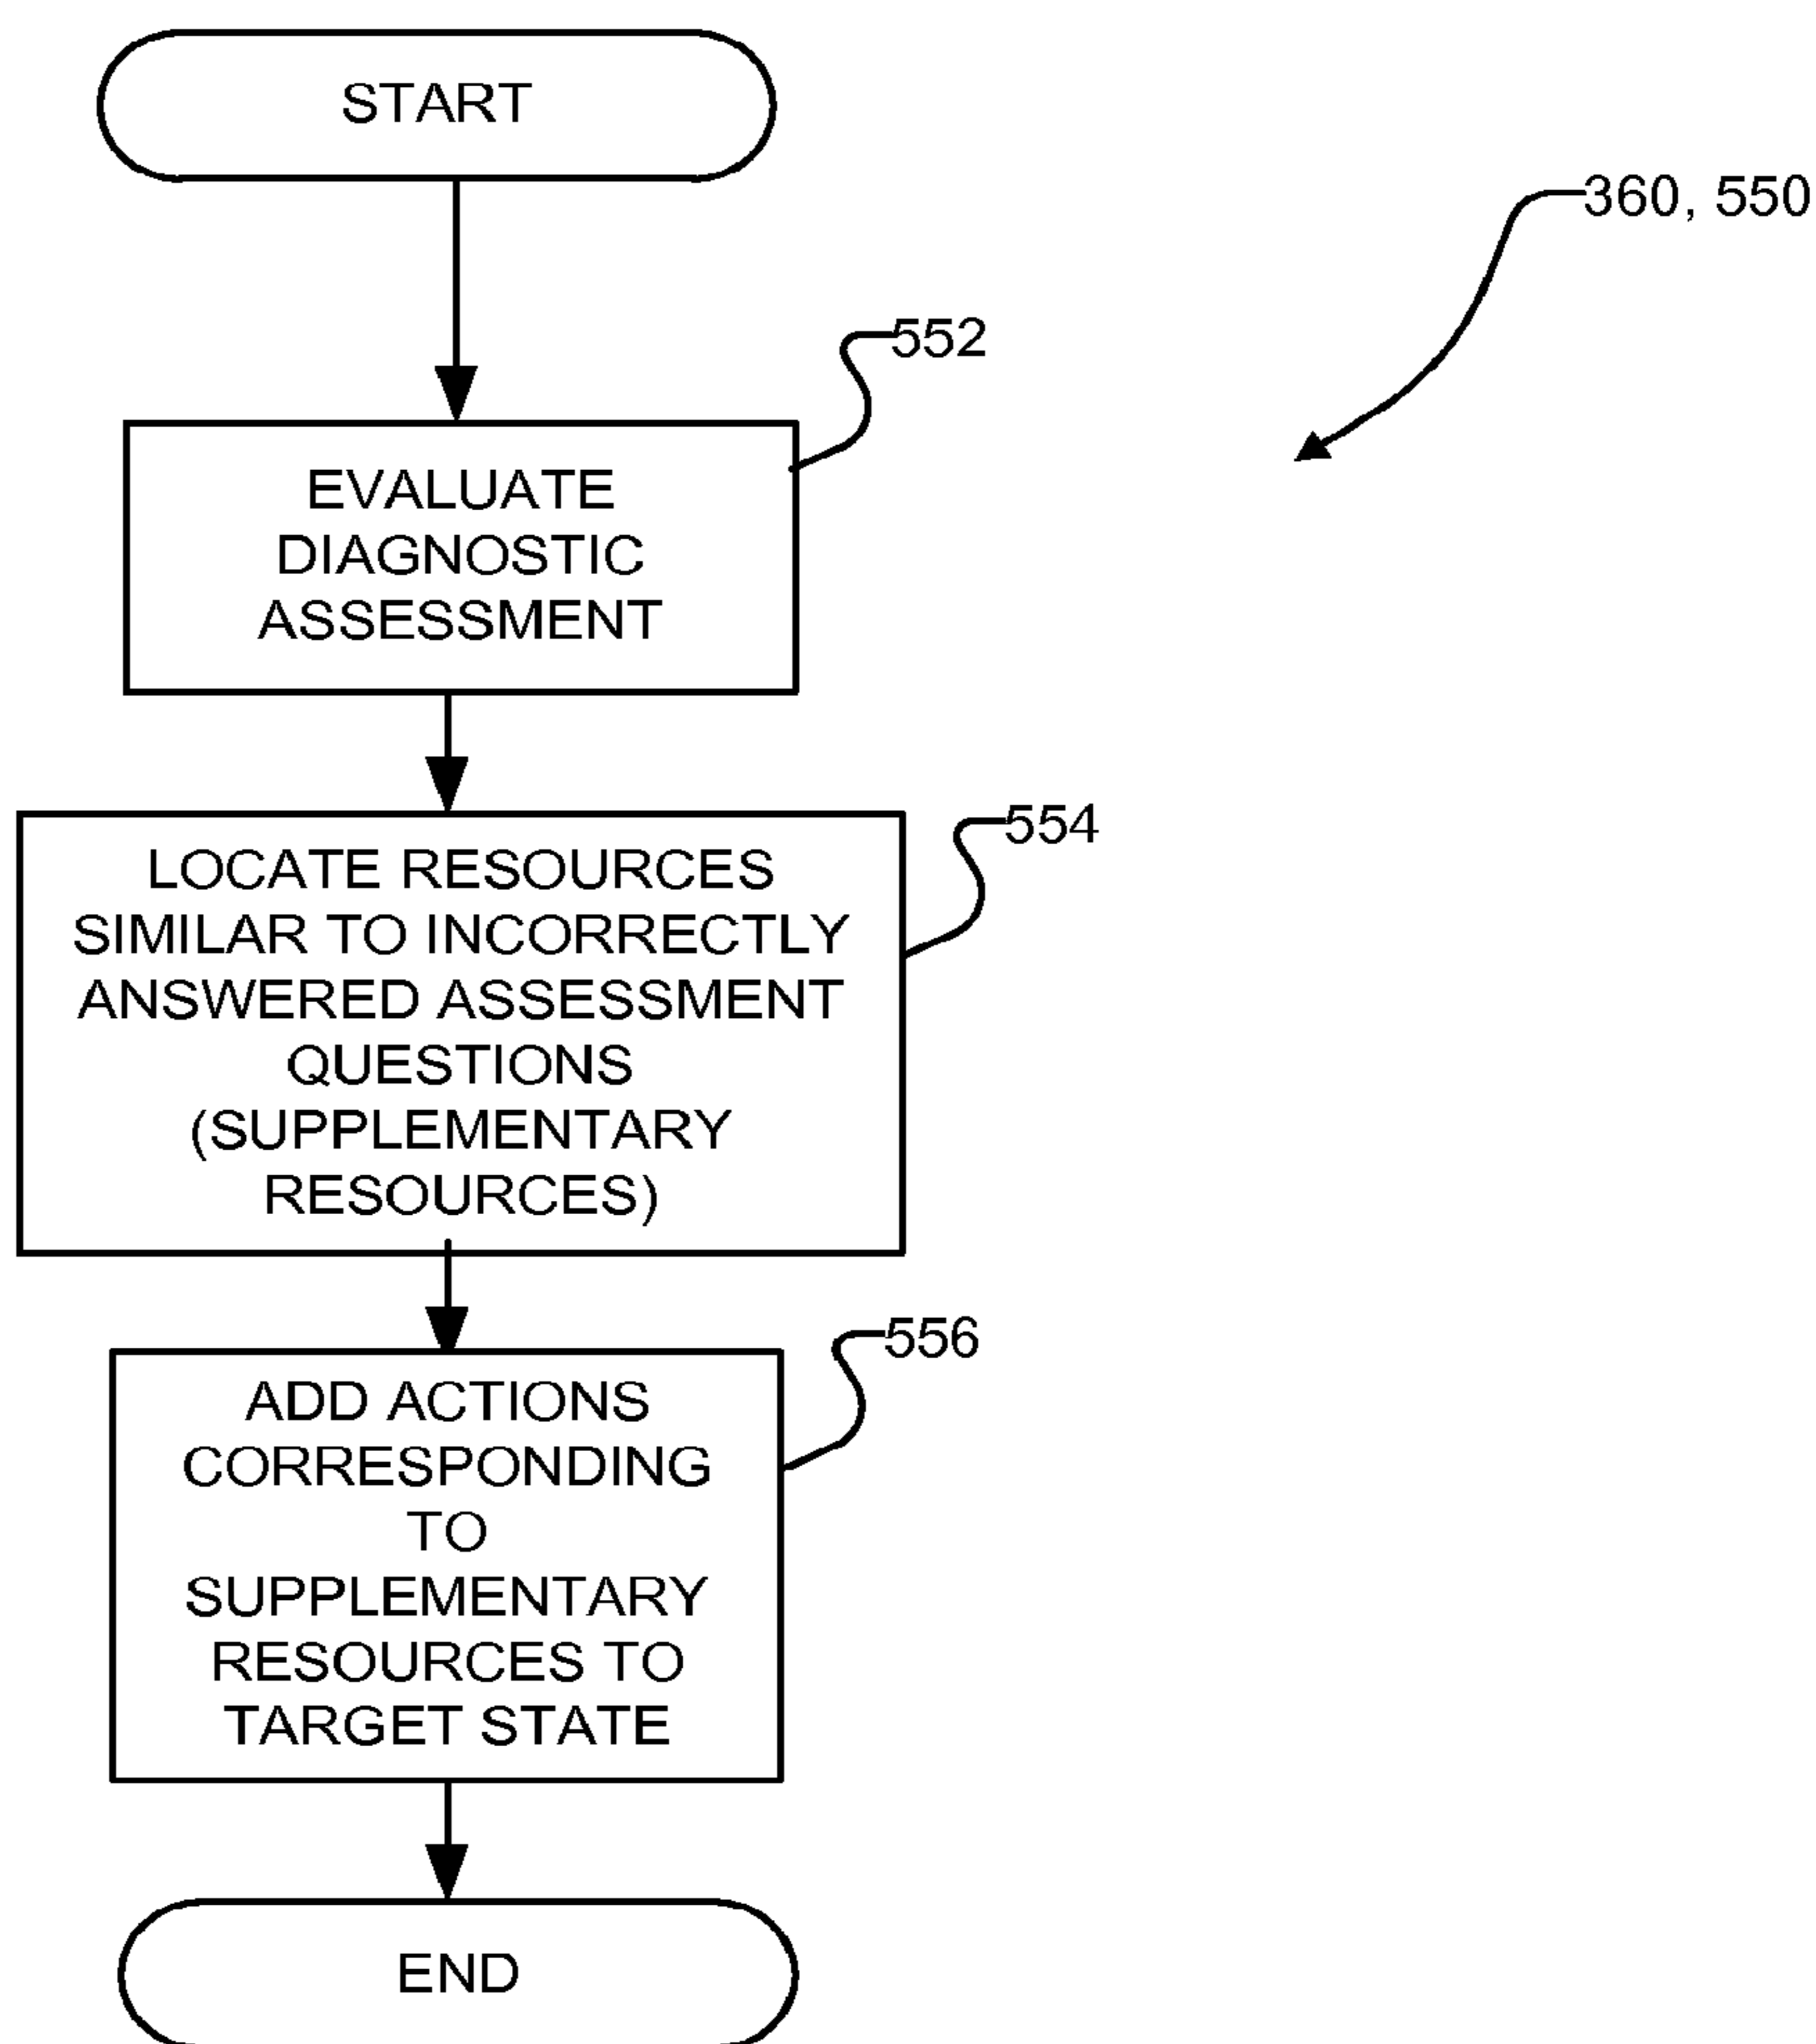 START
360, 550
552
EVALUATE
DIAGNOSTIC
ASSESSMENT
554
LOCATE RESOURCES
SIMILAR TO INCORRECTLY
ANSWERED ASSESSMENT
QUESTIONS
(SUPPLEMENTARY
RESOURCES)
556
ADD ACTIONS
CORRESPONDING
TO
SUPPLEMENTARY
RESOURCES TO
TARGET STATE
END